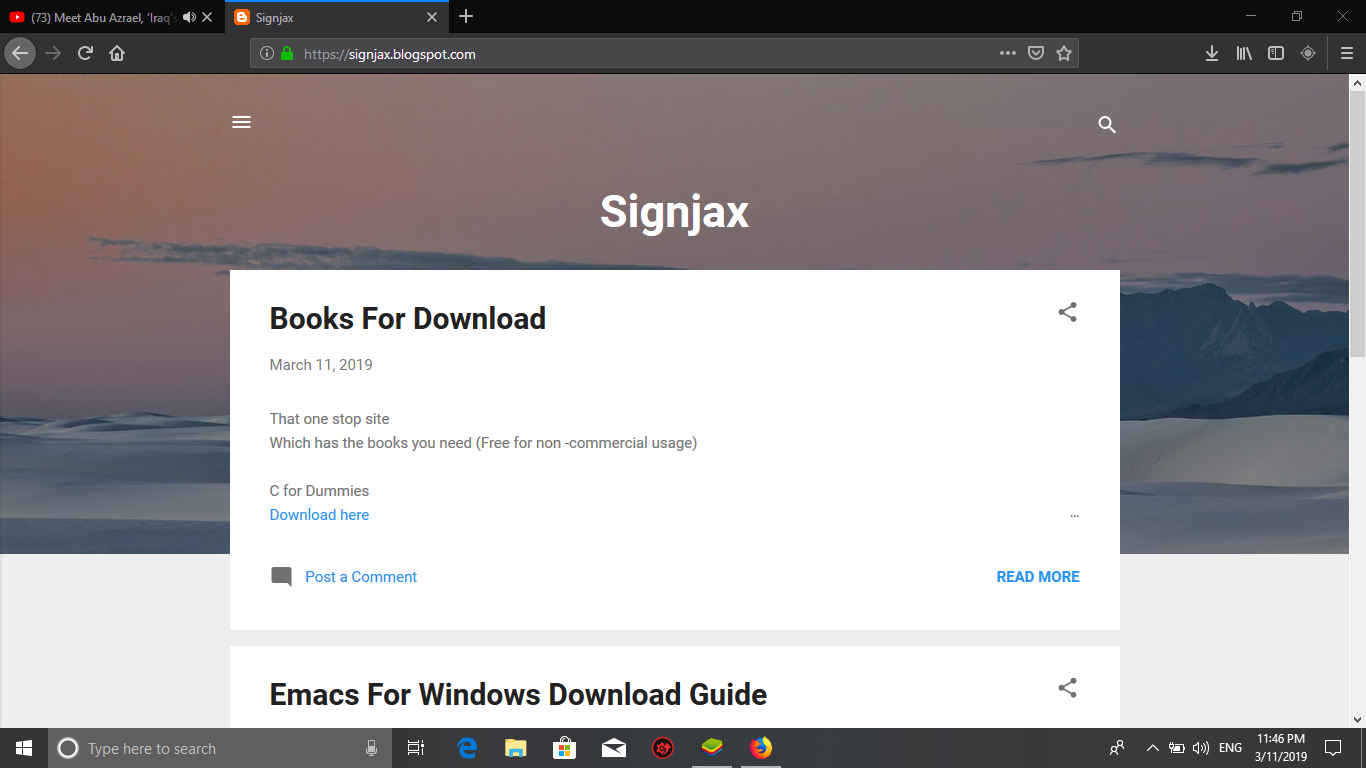 (73) Meet Abu Azrael, 'Iraq's
Signjax
https://signjax.blogspot.com
Signjax
Books For Download
March 11, 2019
That one stop site
Which has the books you need (Free for non -commercial usage)
C for Dummies
Download here
...
Post a Comment
READ MORE
Emacs For Windows Download Guide
Type here to search
ENG
11:46 PM
3/11/2019